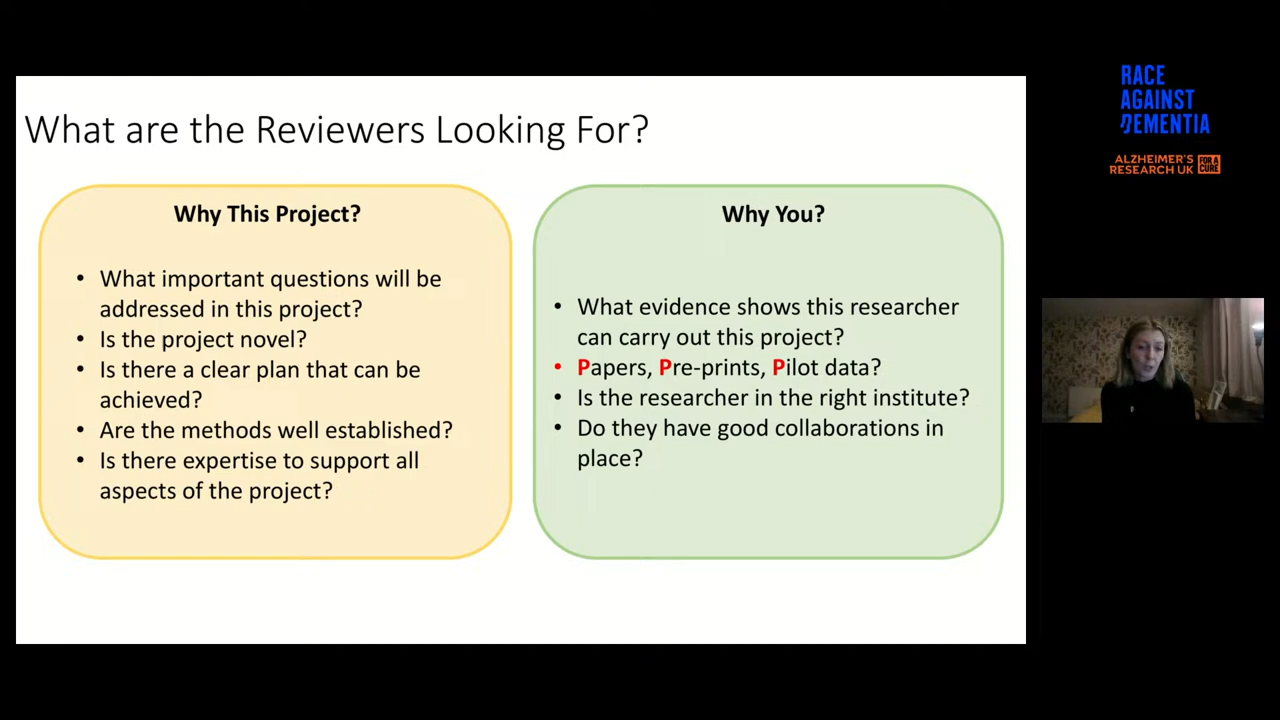 What are the Reviewers Looking For?
Why This Project?
• What important questions will be
addressed in this project?
• Is the project novel?
• Is there a clear plan that can be
achieved?
• Are the methods well established?
• Is there expertise to support all
aspects of the project?
Why You?
• What evidence shows this researcher
can carry out this project?
• Papers, Pre-prints, Pilot data?
• Is the researcher in the right institute?
• Do they have good collaborations in
place?
RACE
AGAINST
DEMENTIA
ALZHEIMER'S
RESEARCH UK
FOR A
CURE